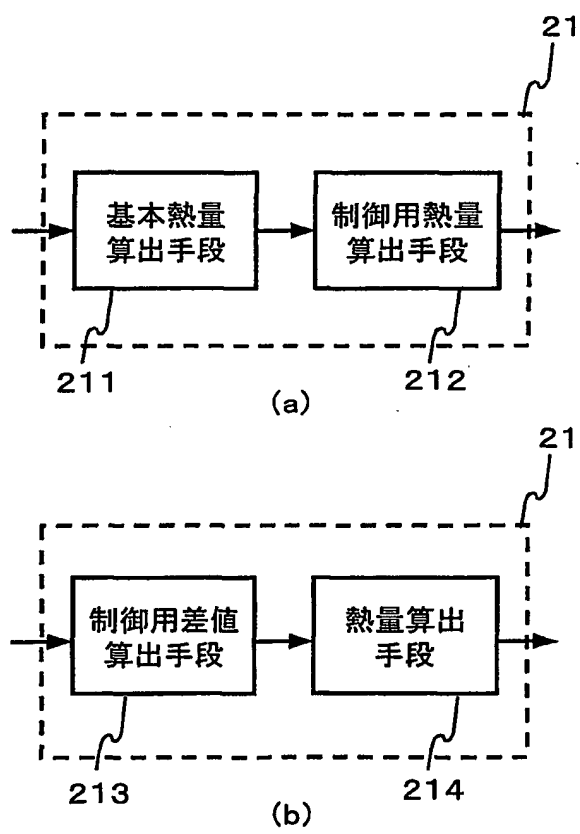 21
基本熱量
算出手段
制御用熱量
算出手段
211
212
(a)
21
制御用差値
算出手段
熱量算出
手段
213
214
(b)